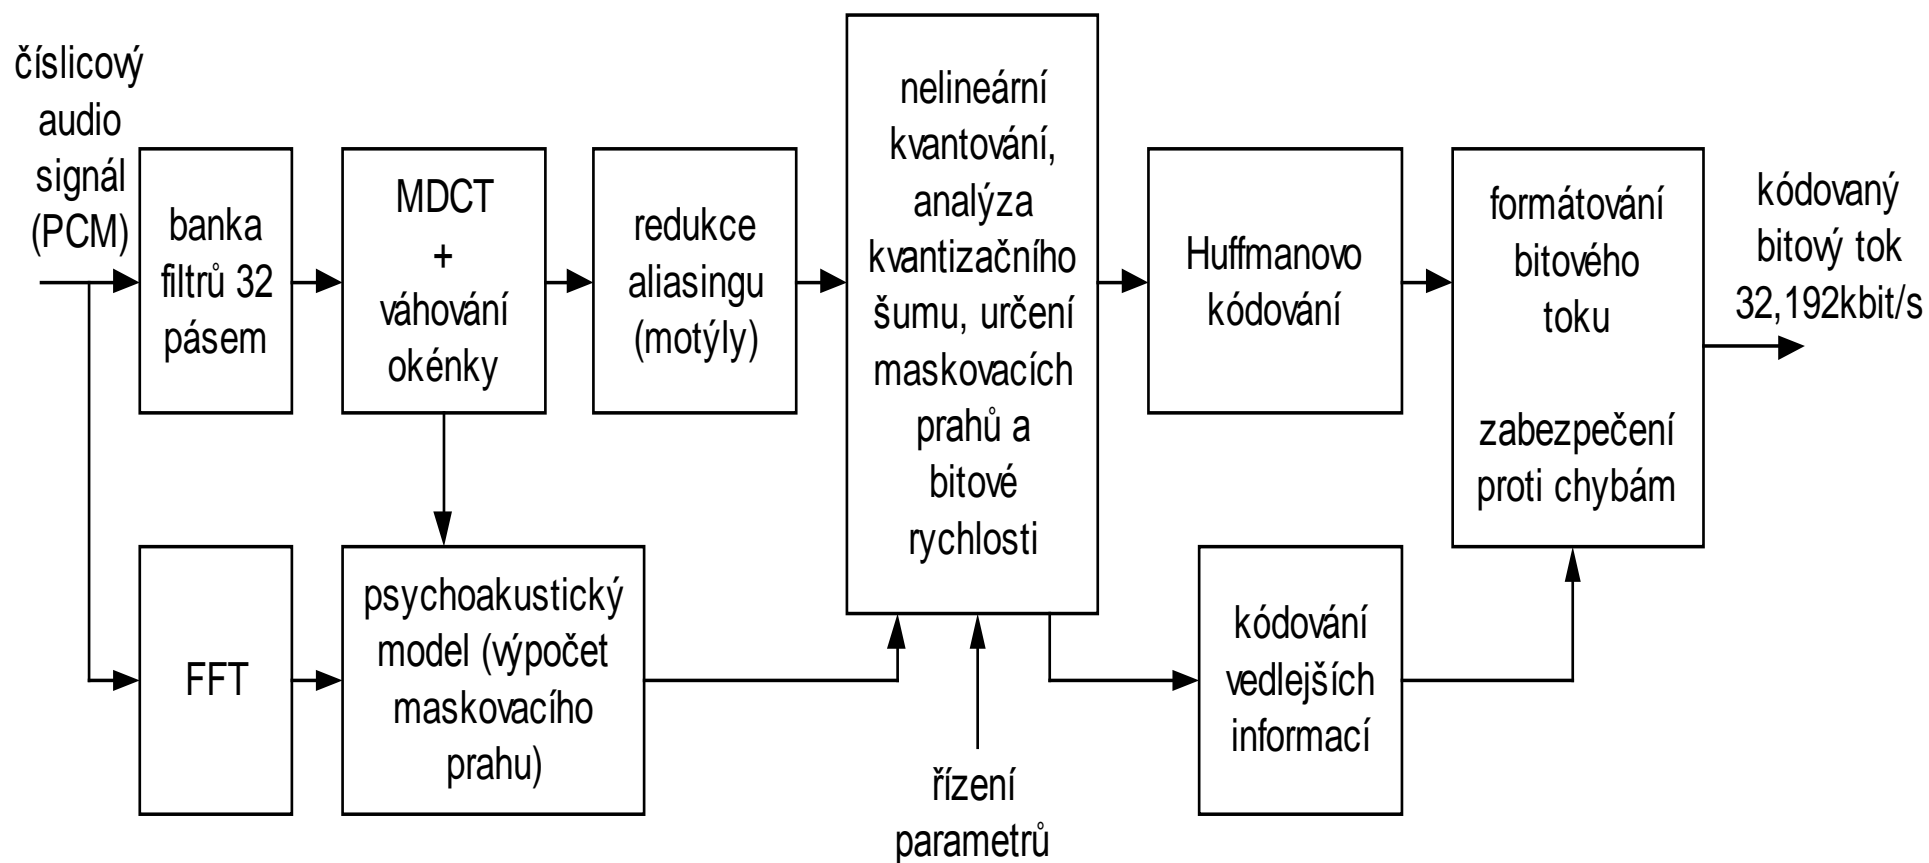 číslicový
audio
signál
(PCM)
banka
filtrů 32
pásem
MDCT
+
váhování
okénky
redukce
aliasingu
(motýly)
nelineární
kvantování,
analýza
kvantizačního
šumu, určení
maskovacích
prahů a
bitové
rychlosti
Huffmanovo
kódování
formátování
bitového
toku
zabezpečení
proti chybám
kódovaný
bitový tok
32,192kbit/s
FFT
psychoakustický
model (výpočet
maskovacího
prahu)
řízení
parametrů
kódování
vedlejších
informací